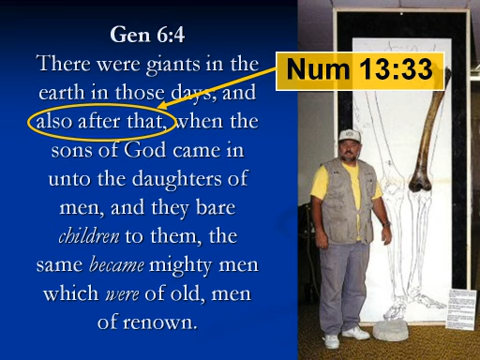 Gen 6:4
There were giants in the
earth in those days; and
also after that, when the
sons of God came in
unto the daughters of
men, and they bare
children to them, the
same became mighty men
which were of old, men
of renown.
Num 13:33